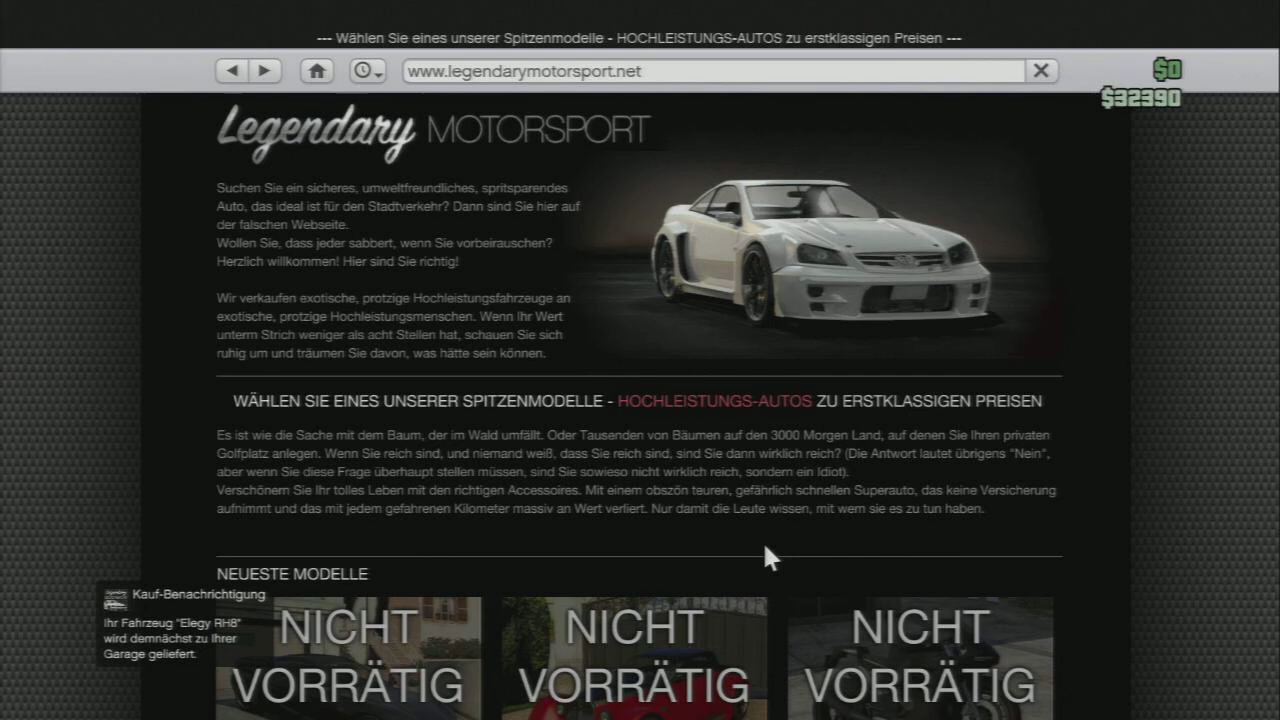 --- Wählen Sie eines unserer Spitzenmodelle - HOCHLEISTUNGS-AUTOS zu erstklassigen Preisen ---
www.legendarymotorsport.net
$0
$32390
Legendary MOTORSPORT
Suchen Sie ein sicheres, umweltfreundliches, spritsparendes
Auto, das ideal ist für den Stadtverkehr? Dann sind Sie hier auf
der falschen Webseite.
Wollen Sie, dass jeder sabbert, wenn Sie vorbeirauschen?
Herzlich willkommen! Hier sind Sie richtig!
Wir verkaufen exotische, protzige Hochleistungsfahrzeuge an
exotische, protzige Hochleistungsmenschen. Wenn Ihr Wert
unterm Strich weniger als acht Stellen hat, schauen Sie sich
ruhig um und träumen Sie davon, was hätte sein können.
WÄHLEN SIE EINES UNSERER SPITZENMODELLE - HOCHLEISTUNGS-AUTOS ZU ERSTKLASSIGEN PREISEN
Es ist wie die Sache mit dem Baum, der im Wald umfällt. Oder Tausenden von Bäumen auf den 3000 Morgen Land, auf denen Sie Ihren privaten
Golfplatz anlegen. Wenn Sie reich sind, und niemand weiß, dass Sie reich sind, sind Sie dann wirklich reich? (Die Antwort lautet übrigens "Nein",
aber wenn Sie diese Frage überhaupt stellen müssen, sind Sie sowieso nicht wirklich reich, sondern ein Idiot).
Verschönern Sie Ihr tolles Leben mit den richtigen Accessoires. Mit einem obszön teuren, gefährlich schnellen Superauto, das keine Versicherung
aufnimmt und das mit jedem gefahrenen Kilometer massiv an Wert verliert. Nur damit die Leute wissen, mit wem sie es zu tun haben.
NEUESTE MODELLE
Kauf-Benachrichtigung
Ihr Fahrzeug "Elegy RH8"
wird demnächst zu Ihrer
Garage geliefert.
NICHT
VORRÄTIG
NICHT
VORRÄTIG
NICHT
VORRÄTIG